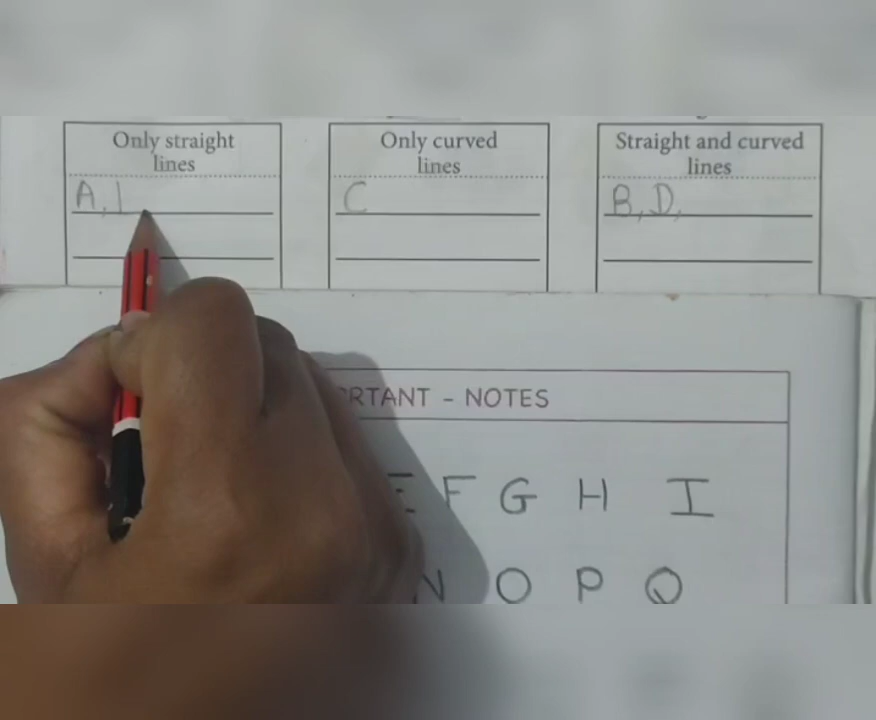 Only straight
lines
A, L
Only curved
lines
C
Straight and curved
lines
B, D,
RTANT - NOTES
E F G H I
N O P Q